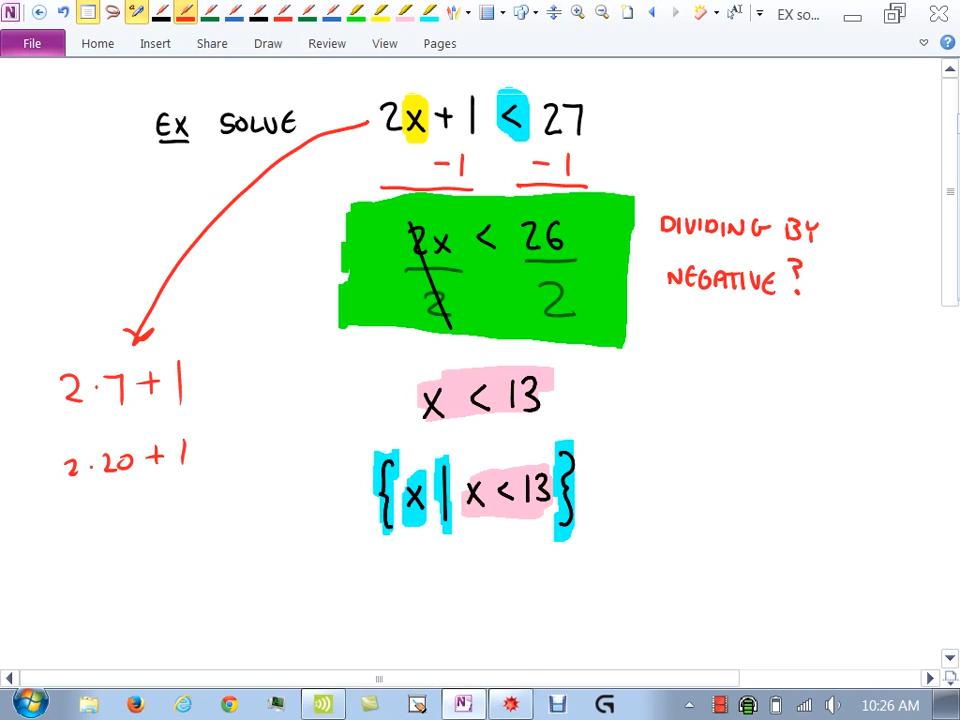 EX so...
File
Home
Insert
Share
Draw
Review
View
Pages
EX SOLVE 2x + 1 < 27
- 1 - 1
2x < 26
2 2
DIVIDING BY
NEGATIVE ?
x < 13
{ x | x < 13 }
2 · 7 + 1
2 · 20 + 1
10:26 AM